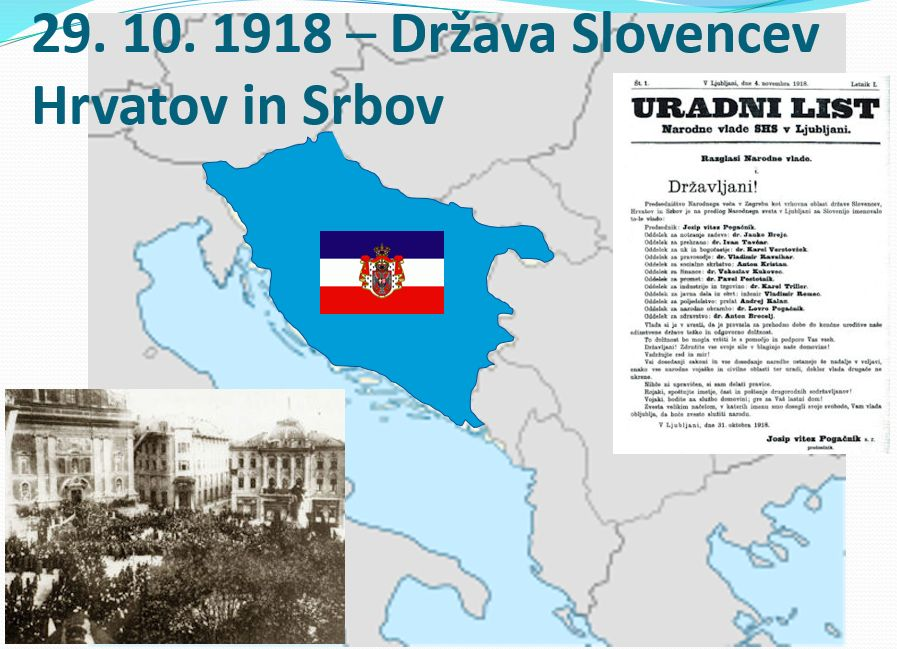 29. 10. 1918 – Država Slovencev
Hrvatov in Srbov
Št. 1. V Ljubljani, dne 4. novembra 1918. Letnik I.
URADNI LIST
Narodne vlade SHS v Ljubljani.
Razglasi Narodne vlade.
I.
Državljani!
Predsedništvo Narodnega veča v Zagrebu kot vrhovna oblast države Slovencev,
Hrvatov in Srbov je na predlog Narodnega sveta v Ljubljani za Slovenijo imenovalo
to-le vlado:
Predsednik: Josip vitez Pogačnik.
Oddelek za notranje zadeve: dr. Janko Brejc.
Oddelek za prehrano: dr. Ivan Tavčar.
Oddelek za uk in bogočastje: dr. Karel Verstovšek.
Oddelek za pravosodje: dr. Vladimir Ravnihar.
Oddelek za socialno skrbstvo: Anton Kristan.
Oddelek za finance: dr. Vekoslav Kukovec.
Oddelek za promet: dr. Pavel Pestotnik.
Oddelek za industrijo in trgovino: dr. Karel Triller.
Oddelek za javna dela in obrt: inženir Vladimir Remec.
Oddelek za poljedelstvo: prelat Andrej Kalan.
Oddelek za narodno obrambo: dr. Lovro Pogačnik.
Oddelek za zdravstvo: dr. Anton Brecelj.
Vlada si je v svesti, da je prevzela za prehodno dobo do končne ureditve naše
edinstvene države težko in odgovorno dolžnost.
To dolžnost bo mogla vršiti le s pomočjo in podporo Vas vseh.
Državljani! Združite vse svoje sile v blaginjo naše domovine!
Vzdržujte red in mir!
Vsi dosedanji zakoni in vse dosedanje naredbe ostanejo še nadalje v veljavi,
enako vse narodne vojaške in civilne oblasti ter uradi, dokler vlada drugače ne
ukrene.
Nihče ni upravičen, si sam delati pravice.
Rojaki, spoštujte imetje, čast in poštenje drugorodnih sodržavljanov!
Vojaki, hodite na službo domovini; gre za Vaš lastni dom!
Zvesta velikim načelom, v katerih imenu smo dosegli svojo svobodo, Vam vlada
obljublja, da hoče zvesto služiti narodu.
V Ljubljani, dne 31. oktobra 1918.
Josip vitez Pogačnik s. r.
predsednik.